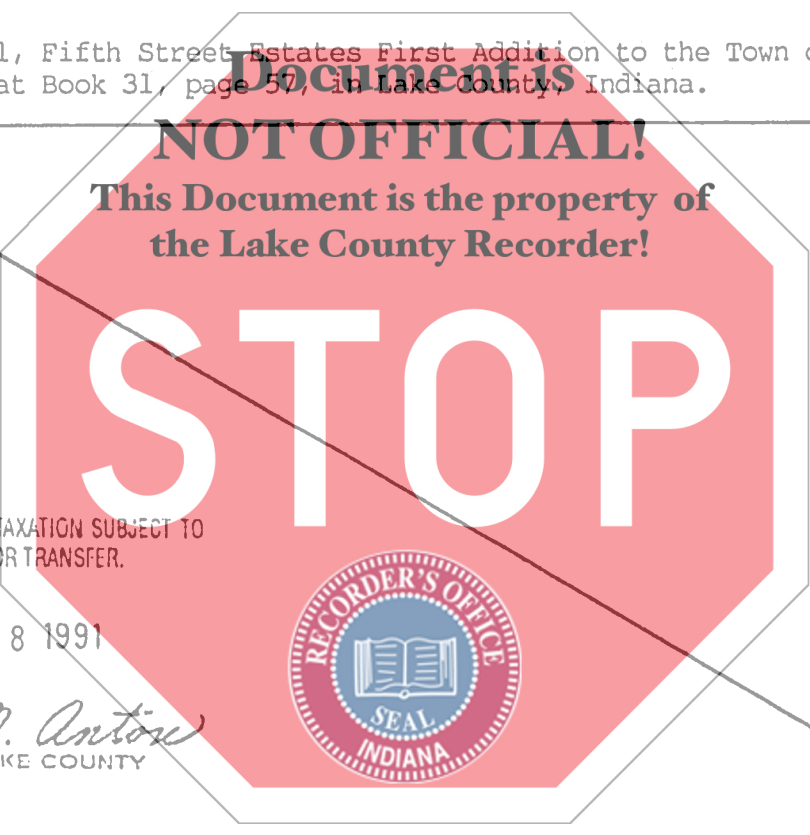 l, Fifth Street Estates First Addition to the Town
at Book 31, page 57, in Lake County, Indiana.
Document is
NOT OFFICIAL!
This Document is the property of
the Lake County Recorder!
STOP
TAXATION SUBJECT TO
OR TRANSFER.
8 1991
RECORDER'S OFFICE
SEAL
INDIANA
Anton
KE COUNTY